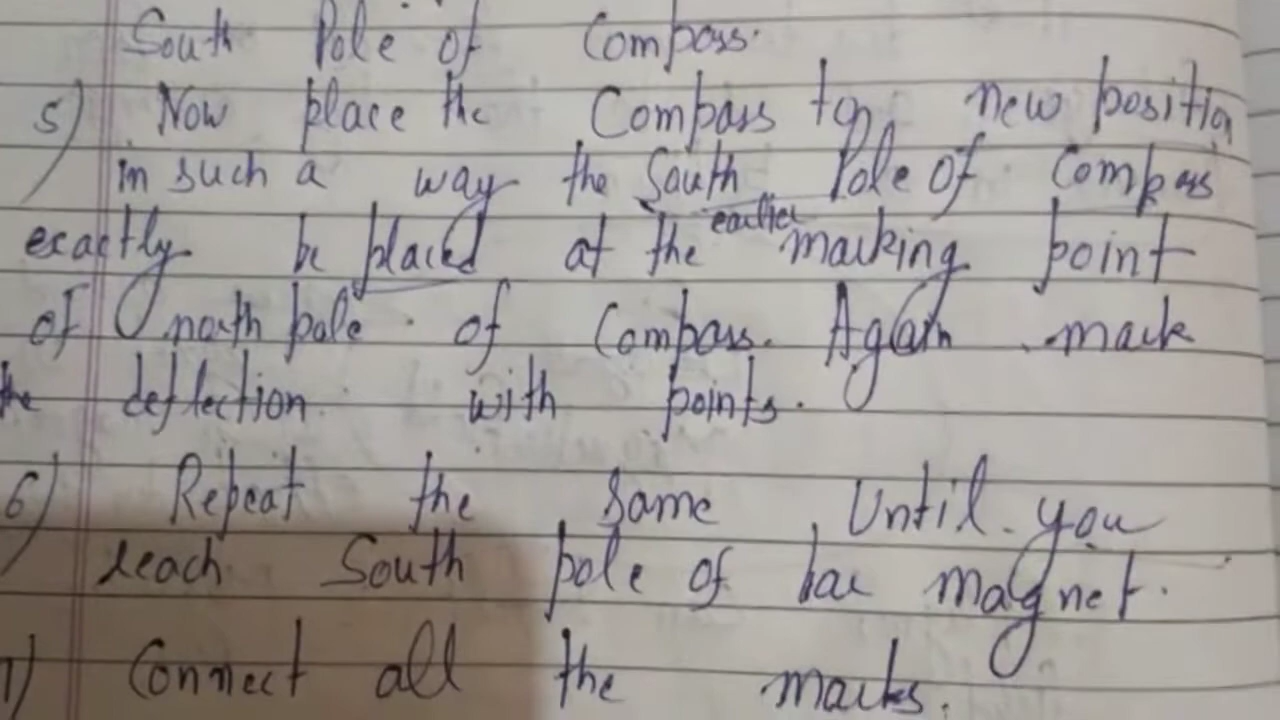 South Pole of Compass.
5) Now place the Compass to new position
in such a way the South Pole of Compass
earlier
exactly be placed at the marking point
of north pole of Compass. Again mark
the deflection with points.
6) Repeat the same Until you
reach South pole of bar magnet.
7) Connect all the marks.